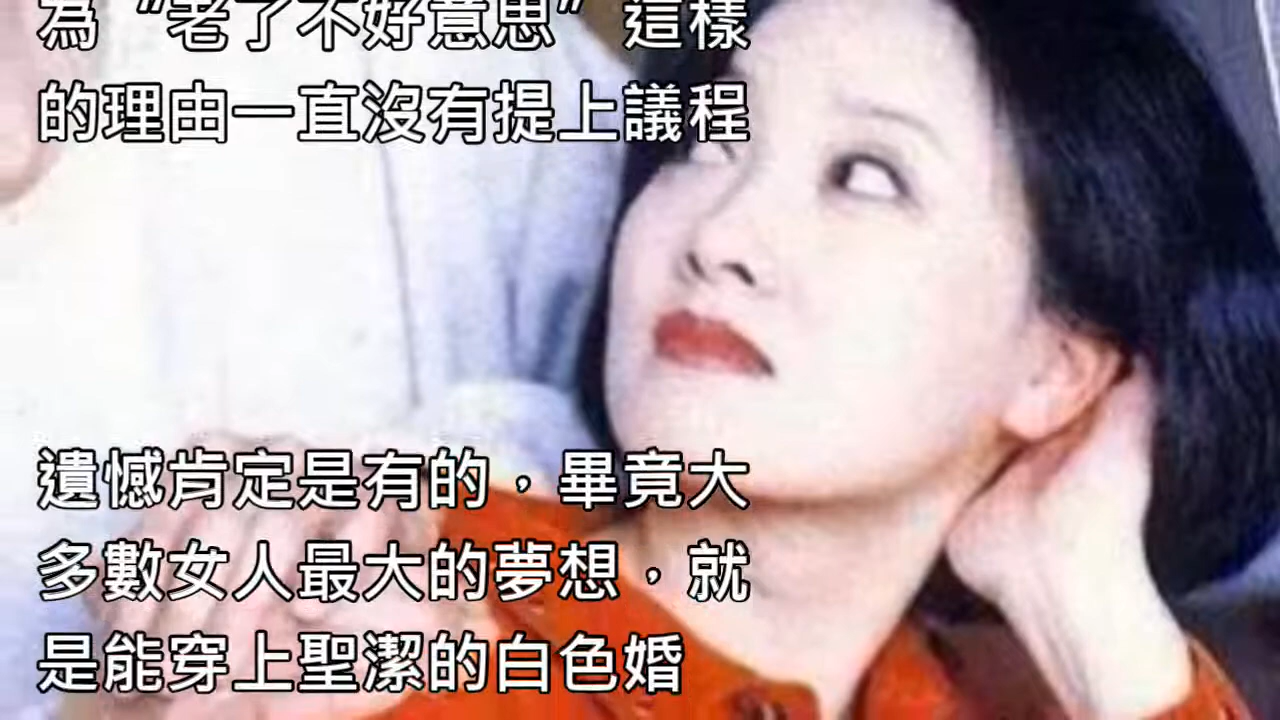 為“老了不好意思”這樣
的理由一直沒有提上議程
遺憾肯定是有的，畢竟大
多數女人最大的夢想，就
是能穿上聖潔的白色婚